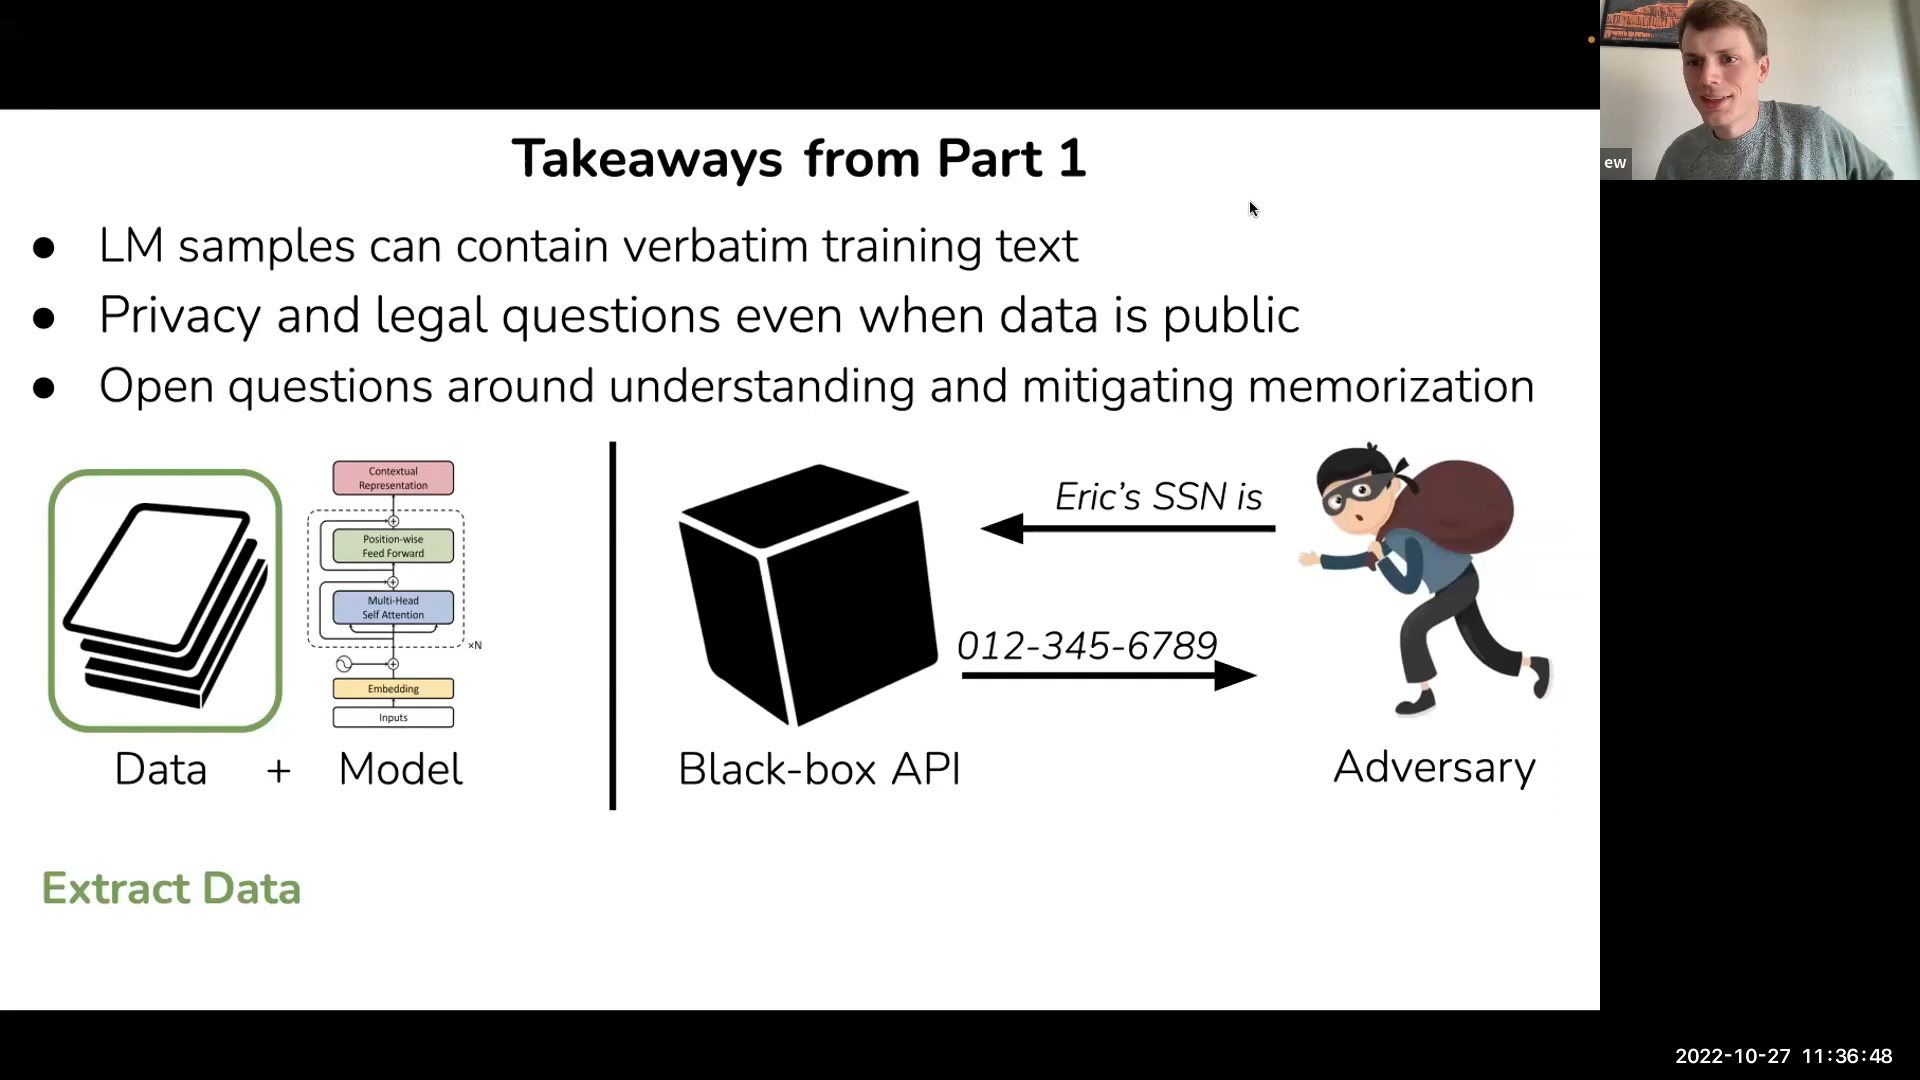 Takeaways from Part 1
● LM samples can contain verbatim training text
● Privacy and legal questions even when data is public
● Open questions around understanding and mitigating memorization
Contextual
Representation
Position-wise
Feed Forward
Multi-Head
Self Attention
×N
Embedding
Inputs
Data + Model
Eric’s SSN is
012-345-6789
Black-box API
Adversary
Extract Data
ew
2022-10-27 11:36:48